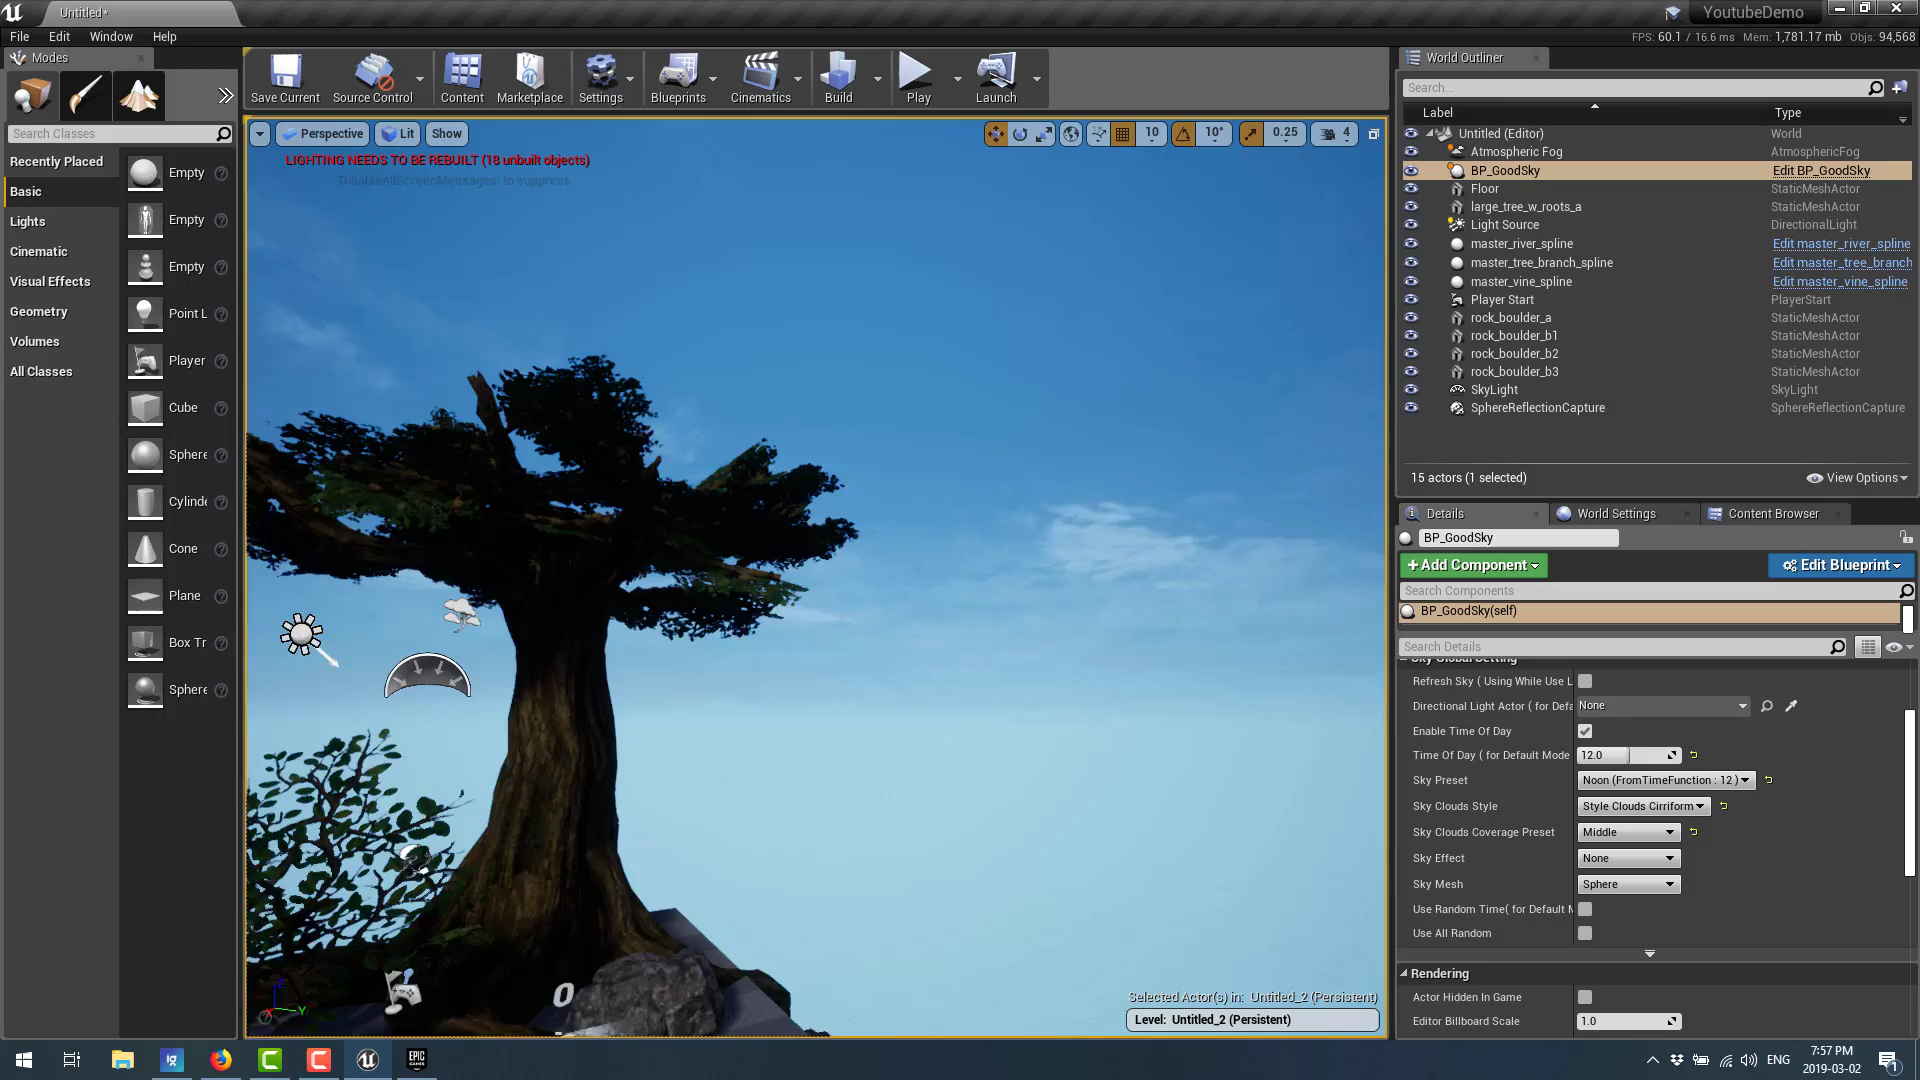 Untitled*
YoutubeDemo
File Edit Window Help
FPS: 60.1 / 16.6 ms Mem: 1,781.17 mb Objs: 94,568
Modes
Save Current
Source Control
Content
Marketplace
Settings
Blueprints
Cinematics
Build
Play
Launch
Search Classes
Recently Placed
Basic
Lights
Cinematic
Visual Effects
Geometry
Volumes
All Classes
Empty
Empty
Empty
Point L
Player
Cube
Sphere
Cylinde
Cone
Plane
Box Tr
Sphere
Perspective
Lit
Show
10
10°
0.25
4
LIGHTING NEEDS TO BE REBUILT (18 unbuilt objects)
'DisableAllScreenMessages' to suppress
Z
X
Y
0
Selected Actor(s) in: Untitled_2 (Persistent)
Level: Untitled_2 (Persistent)
World Outliner
Search...
Label Type
Untitled (Editor) World
Atmospheric Fog AtmosphericFog
BP_GoodSky Edit BP_GoodSky
Floor StaticMeshActor
large_tree_w_roots_a StaticMeshActor
Light Source DirectionalLight
master_river_spline Edit master_river_spline
master_tree_branch_spline Edit master_tree_branch
master_vine_spline Edit master_vine_spline
Player Start PlayerStart
rock_boulder_a StaticMeshActor
rock_boulder_b1 StaticMeshActor
rock_boulder_b2 StaticMeshActor
rock_boulder_b3 StaticMeshActor
SkyLight SkyLight
SphereReflectionCapture SphereReflectionCapture
15 actors (1 selected)
View Options
Details
World Settings
Content Browser
BP_GoodSky
+Add Component
Edit Blueprint
Search Components
BP_GoodSky(self)
Search Details
Sky Global Setting
Refresh Sky ( Using While Use L
Directional Light Actor ( for Defa None
Enable Time Of Day
Time Of Day ( for Default Mode 12.0
Sky Preset Noon (FromTimeFunction : 12 )
Sky Clouds Style Style Clouds Cirriform
Sky Clouds Coverage Preset Middle
Sky Effect None
Sky Mesh Sphere
Use Random Time( for Default M
Use All Random
Rendering
Actor Hidden In Game
Editor Billboard Scale 1.0
ig
EPIC
GAMES
ENG
7:57 PM
2019-03-02
1